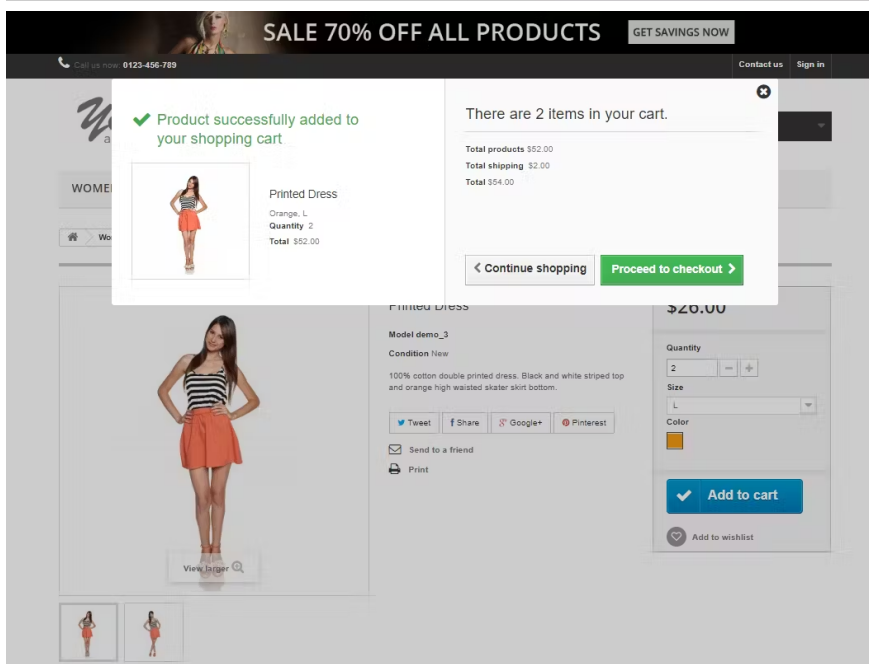 SALE 70% OFF ALL PRODUCTS GET SAVINGS NOW
Call us now: 0123-456-789 Contact us Sign in
Product successfully added to
your shopping cart
Printed Dress
Orange, L
Quantity 2
Total $52.00
There are 2 items in your cart.
Total products $52.00
Total shipping $2.00
Total $54.00
Continue shopping Proceed to checkout
Printed Dress
Model demo_3
Condition New
100% cotton double printed dress. Black and white striped top
and orange high waisted skater skirt bottom.
Tweet Share Google+ Pinterest
Send to a friend
Print
View larger
$26.00
Quantity
2
Size
L
Color
Add to cart
Add to wishlist